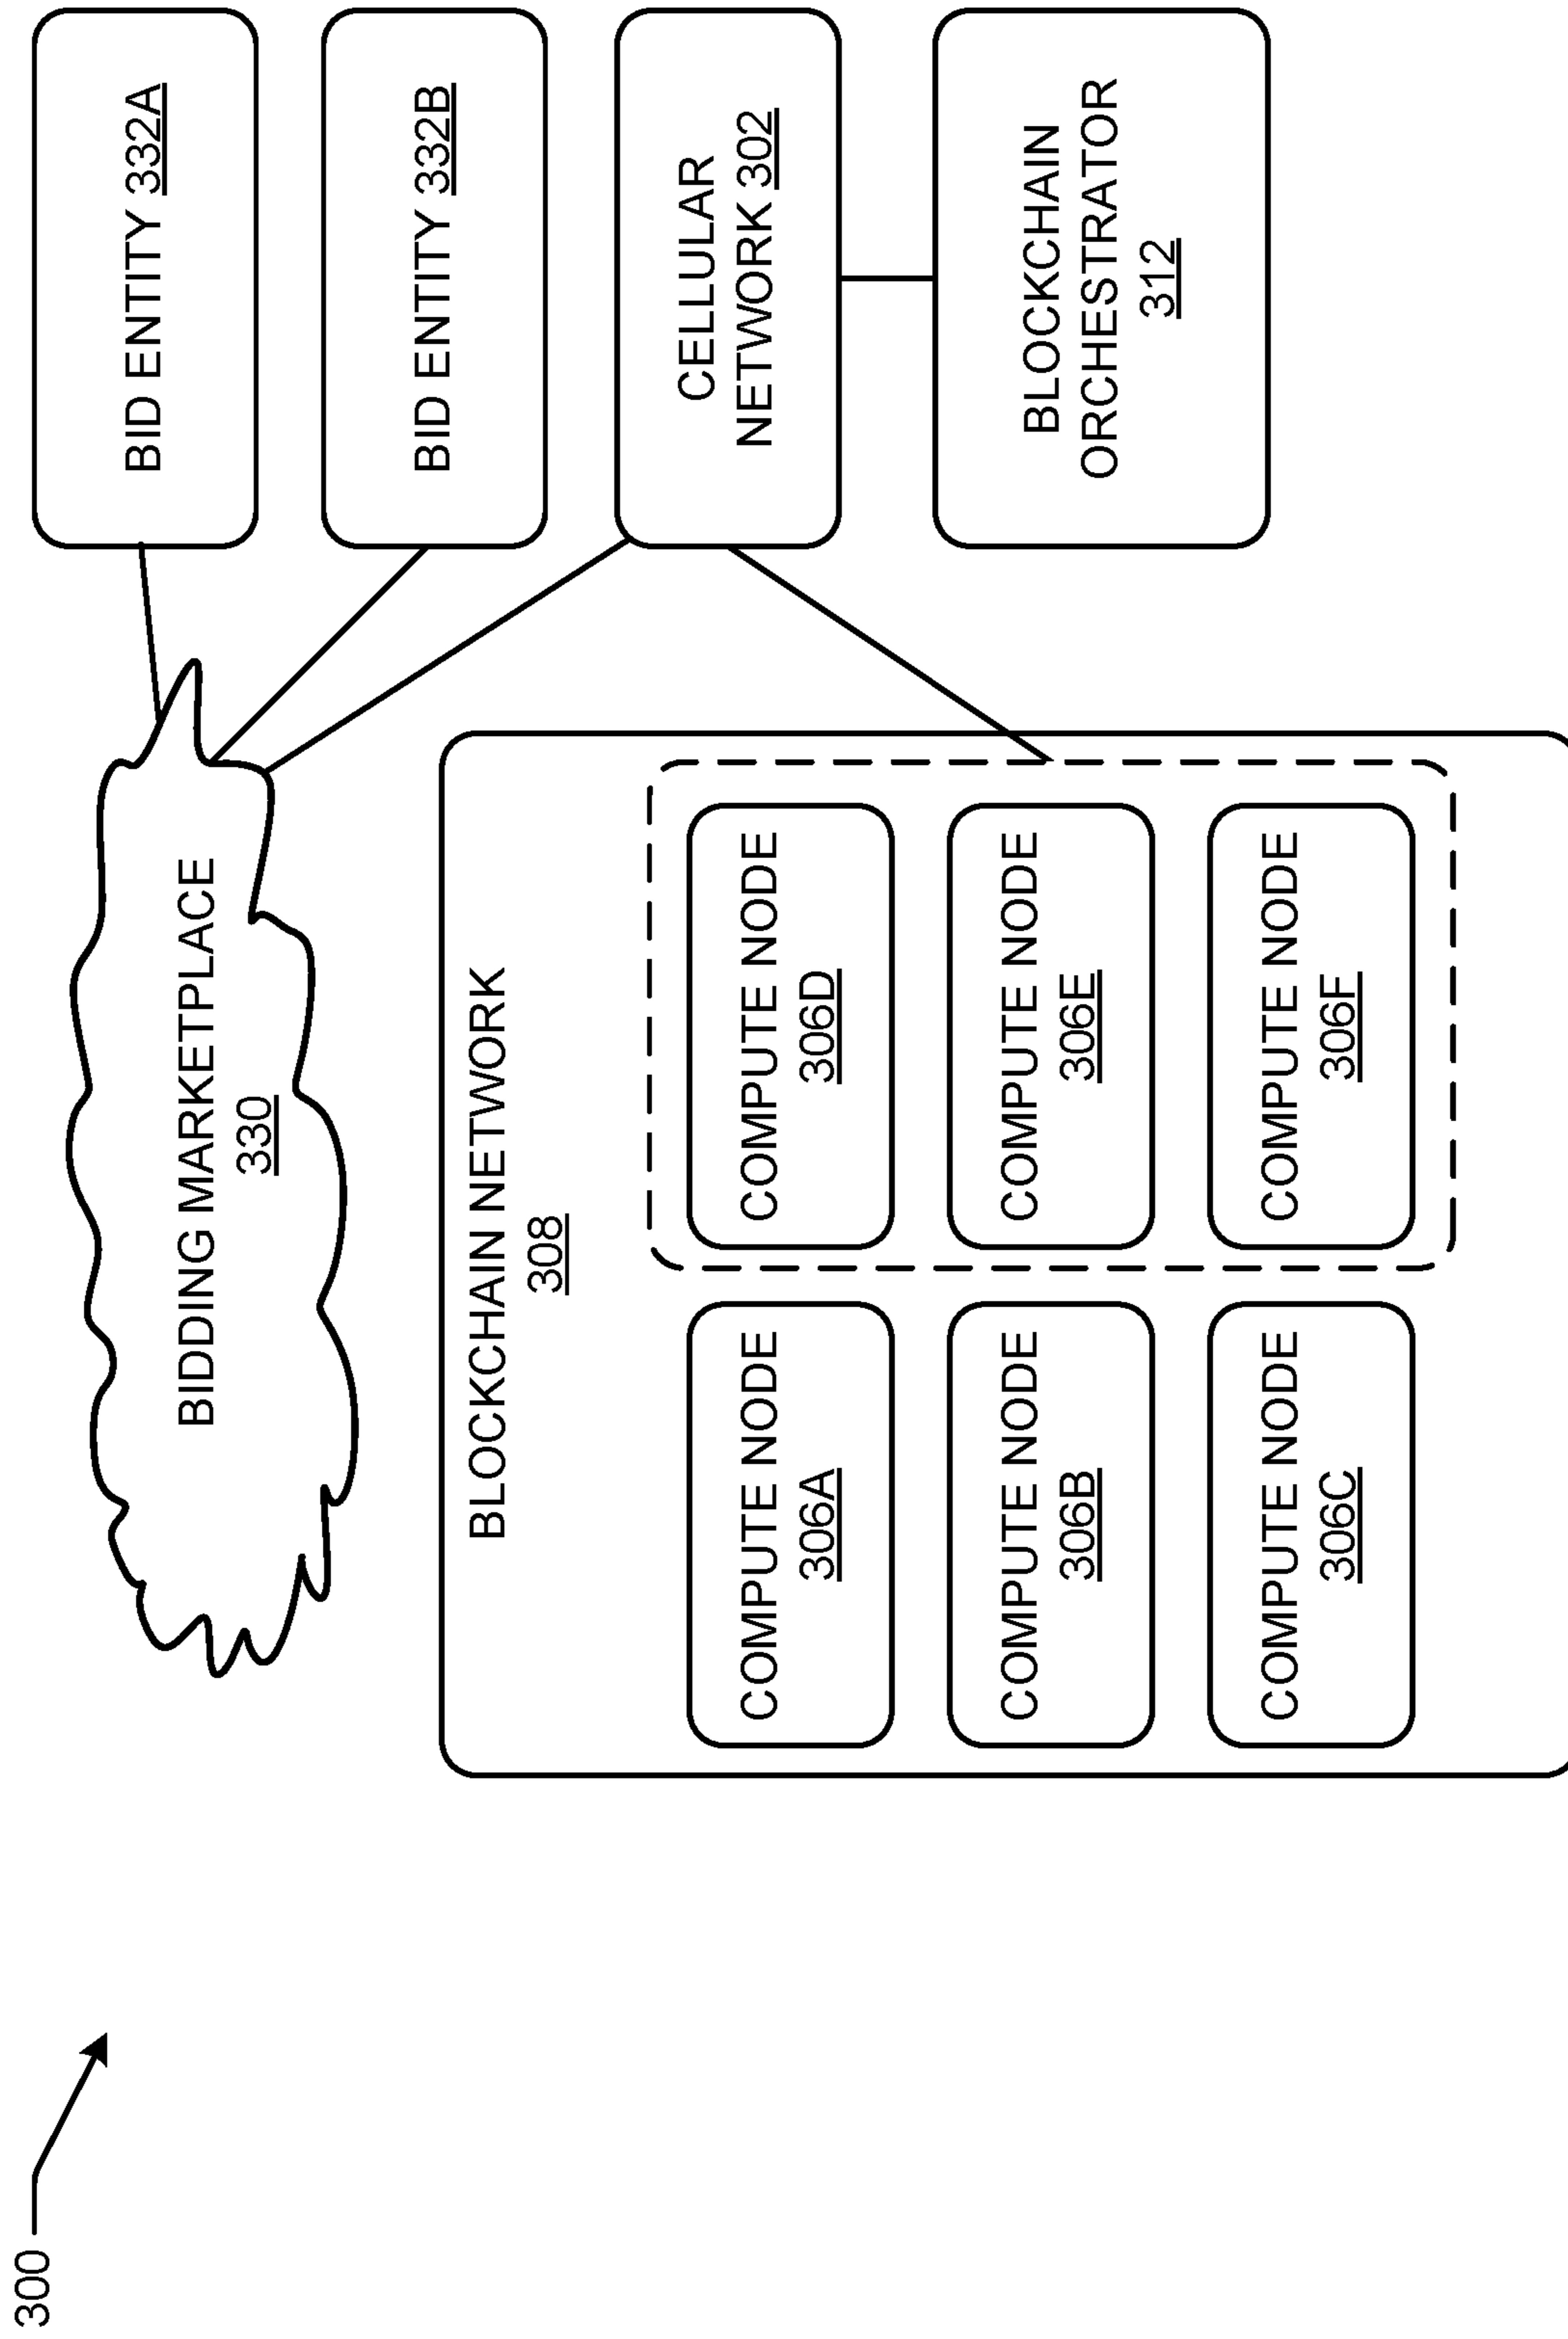 300
BIDDING MARKETPLACE
330
BID ENTITY 332A
BID ENTITY 332B
CELLULAR
NETWORK 302
BLOCKCHAIN
ORCHESTRATOR
312
BLOCKCHAIN NETWORK
308
COMPUTE NODE
306A
COMPUTE NODE
306D
COMPUTE NODE
306B
COMPUTE NODE
306E
COMPUTE NODE
306C
COMPUTE NODE
306F